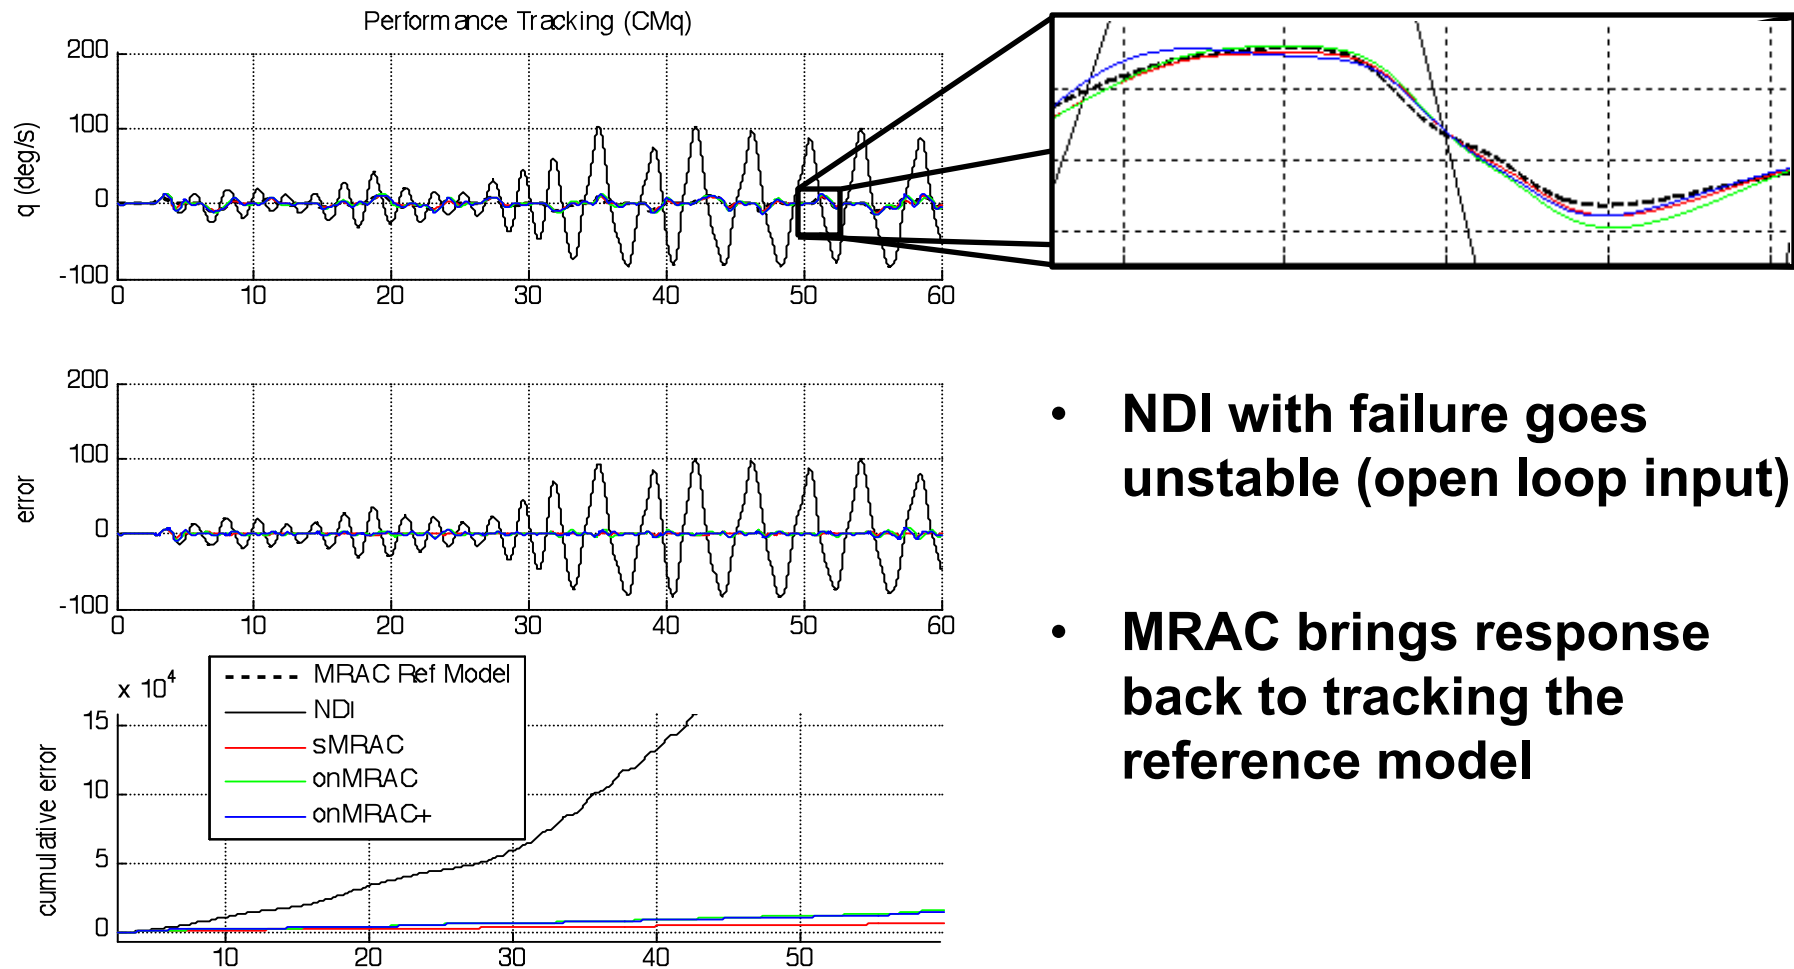 Performance Tracking (CMq)
200
100
0
-100
q (deg/s)
0 10 20 30 40 50 60
200
100
0
-100
error
0 10 20 30 40 50 60
x 10⁴
15
10
5
0
cumulative error
10 20 30 40 50
MRAC Ref Model
NDI
sMRAC
onMRAC
onMRAC+
• NDI with failure goes
unstable (open loop input)
• MRAC brings response
back to tracking the
reference model